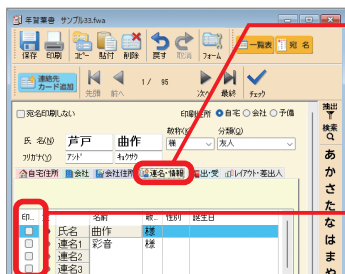 年賀葉書 サンプル33.fwa
保存 印刷 コピー 貼付 削除 戻す 取消 フォーム 一覧表 宛 名
連絡先
カード追加 先頭 前へ 1 / 95 次へ 最終 チェック
抽出
検索
宛名印刷しない 印刷住所 自宅 会社 予備
敬称(K) 分類(Q)
氏 名(N) 芦戸 曲作 様 友人
フリガナ(Y) アシド キョクサク
自宅住所 会社 会社住所 連名・情報 喪出・受 レイアウト・差出人
あ
か
さ
た
な
は
ま
や
印... 名前 敬... 性別 誕生日
氏名 曲作 様
連名1 彩音 様
連名2
連名3